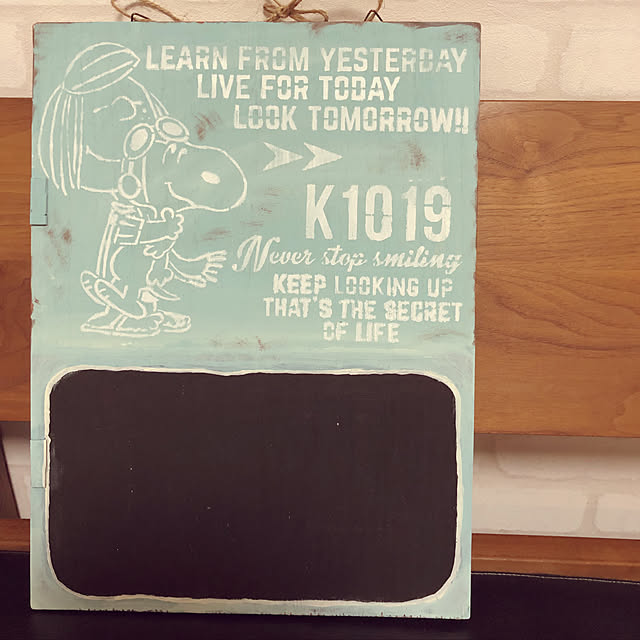 LEARN FROM YESTERDAY
LIVE FOR TODAY
LOOK TOMORROW!!
K1019
Never stop smiling
KEEP LOOKING UP
THAT'S THE SECRET
OF LIFE